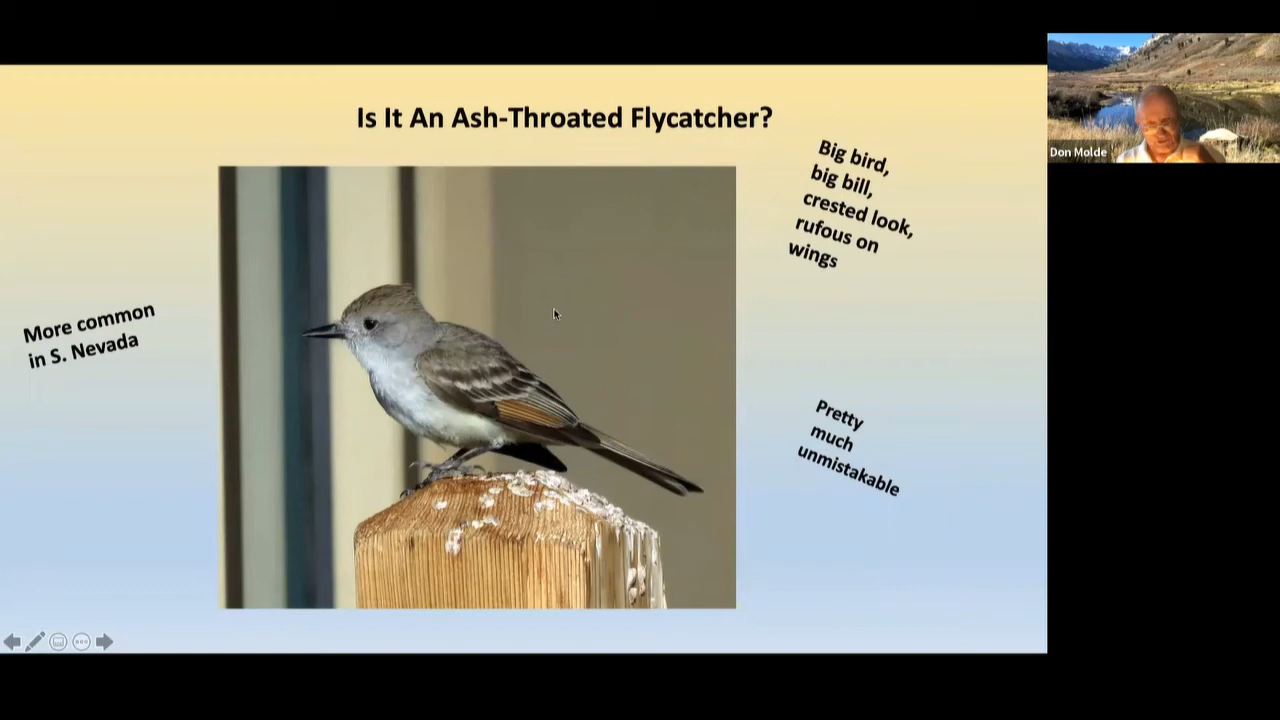 Is It An Ash-Throated Flycatcher?
Big bird,
big bill,
crested look,
rufous on
wings
More common
in S. Nevada
Pretty
much
unmistakable
Don Molde